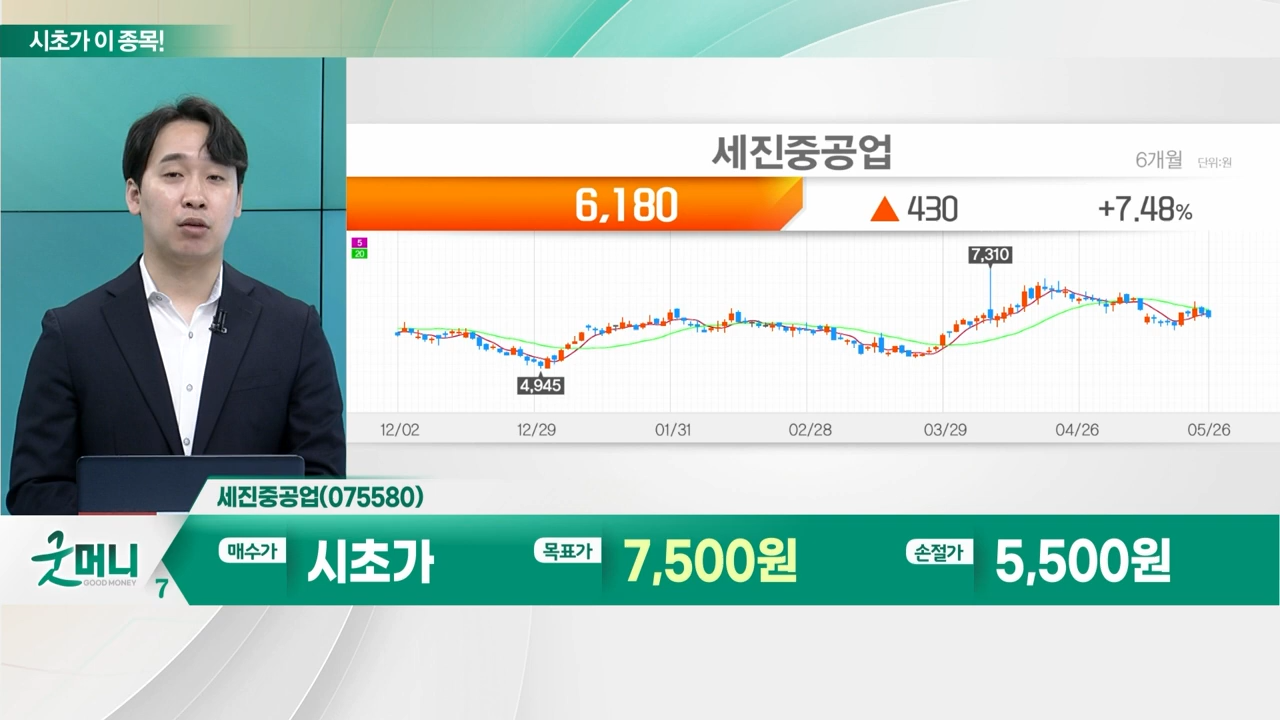 시초가 이 종목!
세진중공업
6개월 단위:원
6,180 ▲ 430 +7.48%
5
20
7,310
4,945
12/02 12/29 01/31 02/28 03/29 04/26 05/26
세진중공업(075580)
굿머니
GOOD MONEY
7
매수가 시초가 목표가 7,500원 손절가 5,500원